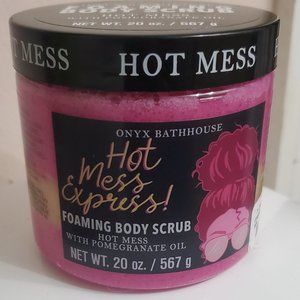 HOT MESS
ONYX BATHHOUSE
Hot
Mess
Express!
FOAMING BODY SCRUB
HOT MESS
WITH POMEGRANATE OIL
NET WT. 20 oz. / 567 g